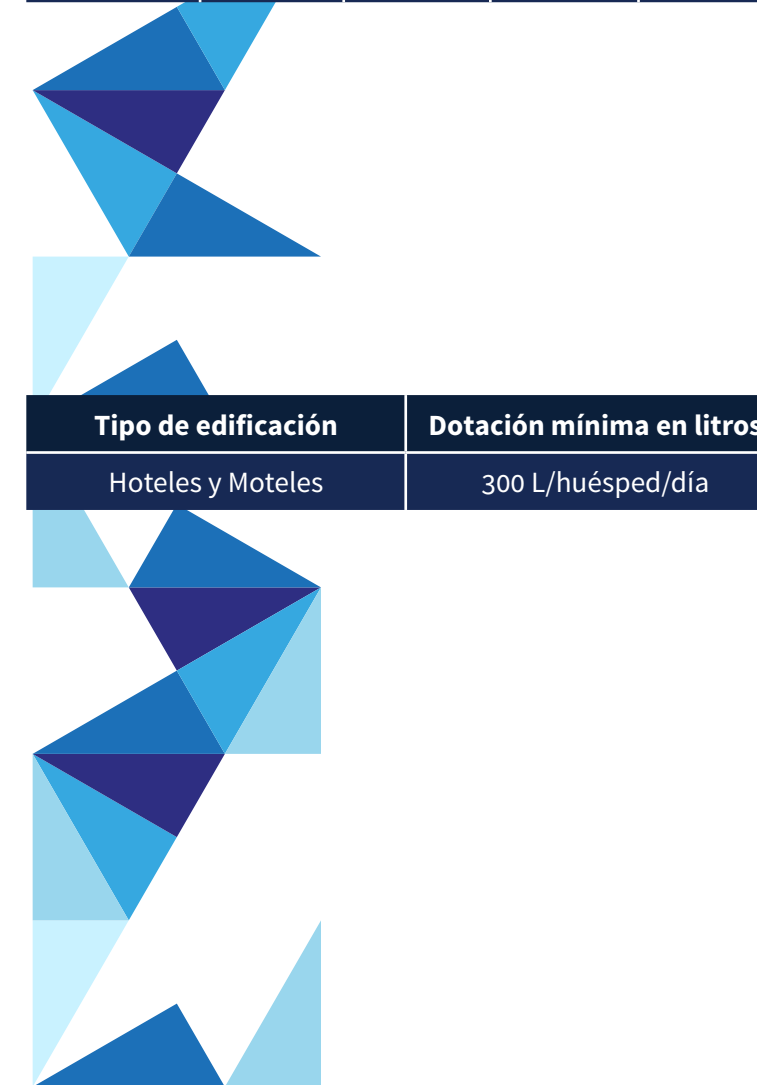 Tipo de edificación Dotación mínima en litros
Hoteles y Moteles 300 L/huésped/día